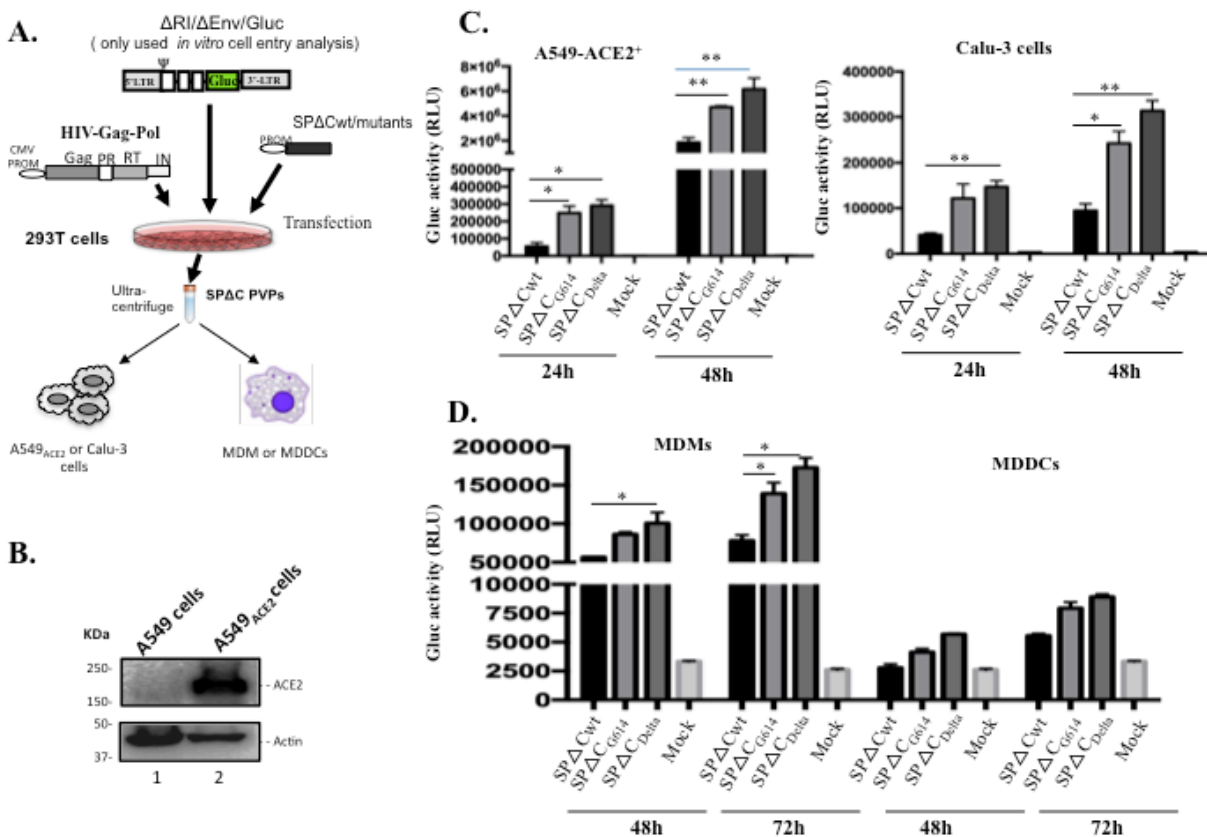 A.
ΔRI/ΔEnv/Gluc
( only used in vitro cell entry analysis)
Ψ
5'LTR
Gluc
3'-LTR
HIV-Gag-Pol
SPΔCwt/mutants
CMV
PROM
Gag PR RT IN
PROM
Transfection
293T cells
Ultra-
centrifuge
SPΔC PVPs
A549ACE2 or Calu-3
cells
MDM or MDDCs
B.
A549 cells
A549ACE2 cells
KDa
250-
150-
- ACE2
50-
37-
- Actin
1 2
C.
A549-ACE2+
Gluc activity (RLU)
8×10⁶
6×10⁶
4×10⁶
2×10⁶
500000
400000
300000
200000
100000
0
*
*
**
**
SPΔCwt
SPΔCG614
SPΔCDelta
Mock
SPΔCwt
SPΔCG614
SPΔCDelta
Mock
24h
48h
Calu-3 cells
Gluc activity (RLU)
400000
300000
200000
100000
0
**
*
**
SPΔCwt
SPΔCG614
SPΔCDelta
Mock
SPΔCwt
SPΔCG614
SPΔCDelta
Mock
24h
48h
D.
MDMs
MDDCs
Gluc activity (RLU)
200000
150000
100000
50000
10000
7500
5000
2500
0
*
*
*
SPΔCwt
SPΔCG614
SPΔCDelta
Mock
SPΔCwt
SPΔCG614
SPΔCDelta
Mock
SPΔCwt
SPΔCG614
SPΔCDelta
Mock
SPΔCwt
SPΔCG614
SPΔCDelta
Mock
48h
72h
48h
72h